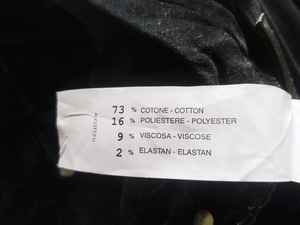 73 % COTONE - COTTON
16 % POLIESTERE - POLYESTER
9 % VISCOSA - VISCOSE
2 % ELASTAN - ELASTAN